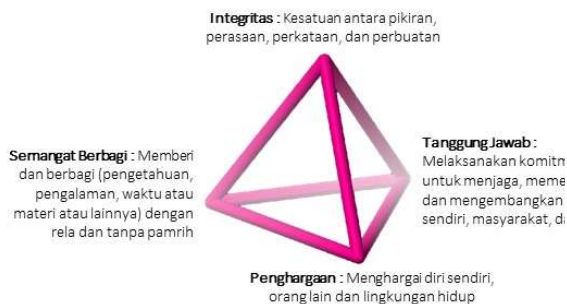 Integritas : Kesatuan antara pikiran,
perasaan, perkataan, dan perbuatan
Semangat Berbagi : Memberi
dan berbagi (pengetahuan,
pengalaman, waktu atau
materi atau lainnya) dengan
rela dan tanpa pamrih
Tanggung Jawab :
Melaksanakan
untuk menjaga,
dan mengembangkan
sendiri, masyarakat,
Penghargaan : Menghargai diri sendiri,
orang lain dan lingkungan hidup